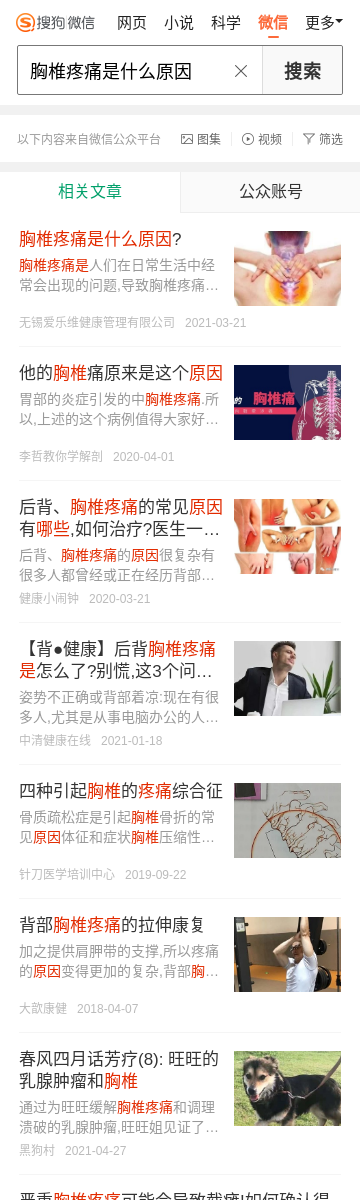 搜狗 微信 网页 小说 科学 微信 更多
胸椎疼痛是什么原因 搜索
以下内容来自微信公众平台 图集 视频 筛选
相关文章 公众账号
胸椎疼痛是什么原因?
胸椎疼痛是人们在日常生活中经
常会出现的问题,导致胸椎疼痛…
无锡爱乐维健康管理有限公司 2021-03-21
他的胸椎痛原来是这个原因
胃部的炎症引发的中胸椎疼痛.所
以,上述的这个病例值得大家好…
李哲教你学解剖 2020-04-01
的 胸椎痛
后背、胸椎疼痛的常见原因
有哪些,如何治疗?医生一…
后背、胸椎疼痛的原因很复杂有
很多人都曾经或正在经历背部…
健康小闹钟 2020-03-21
【背●健康】后背胸椎疼痛
是怎么了?别慌,这3个问…
姿势不正确或背部着凉:现在有很
多人,尤其是从事电脑办公的人…
中清健康在线 2021-01-18
四种引起胸椎的疼痛综合征
骨质疏松症是引起胸椎骨折的常
见原因体征和症状胸椎压缩性…
针刀医学培训中心 2019-09-22
背部胸椎疼痛的拉伸康复
加之提供肩胛带的支撑,所以疼痛
的原因变得更加的复杂,背部胸…
大歆康健 2018-04-07
春风四月话芳疗(8): 旺旺的
乳腺肿瘤和胸椎
通过为旺旺缓解胸椎疼痛和调理
溃破的乳腺肿瘤,旺旺姐见证了…
黑狗村 2021-04-27
严重胸椎疼痛可能会导致截瘫!如何确认得